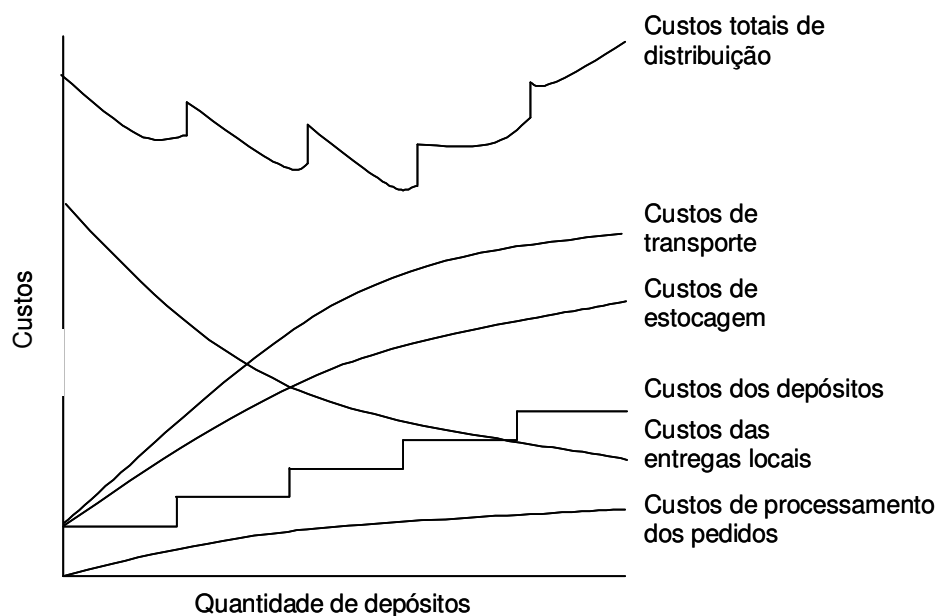 Custos totais de
distribuição
Custos de
transporte
Custos de
estocagem
Custos
Custos dos depósitos
Custos das
entregas locais
Custos de processamento
dos pedidos
Quantidade de depósitos